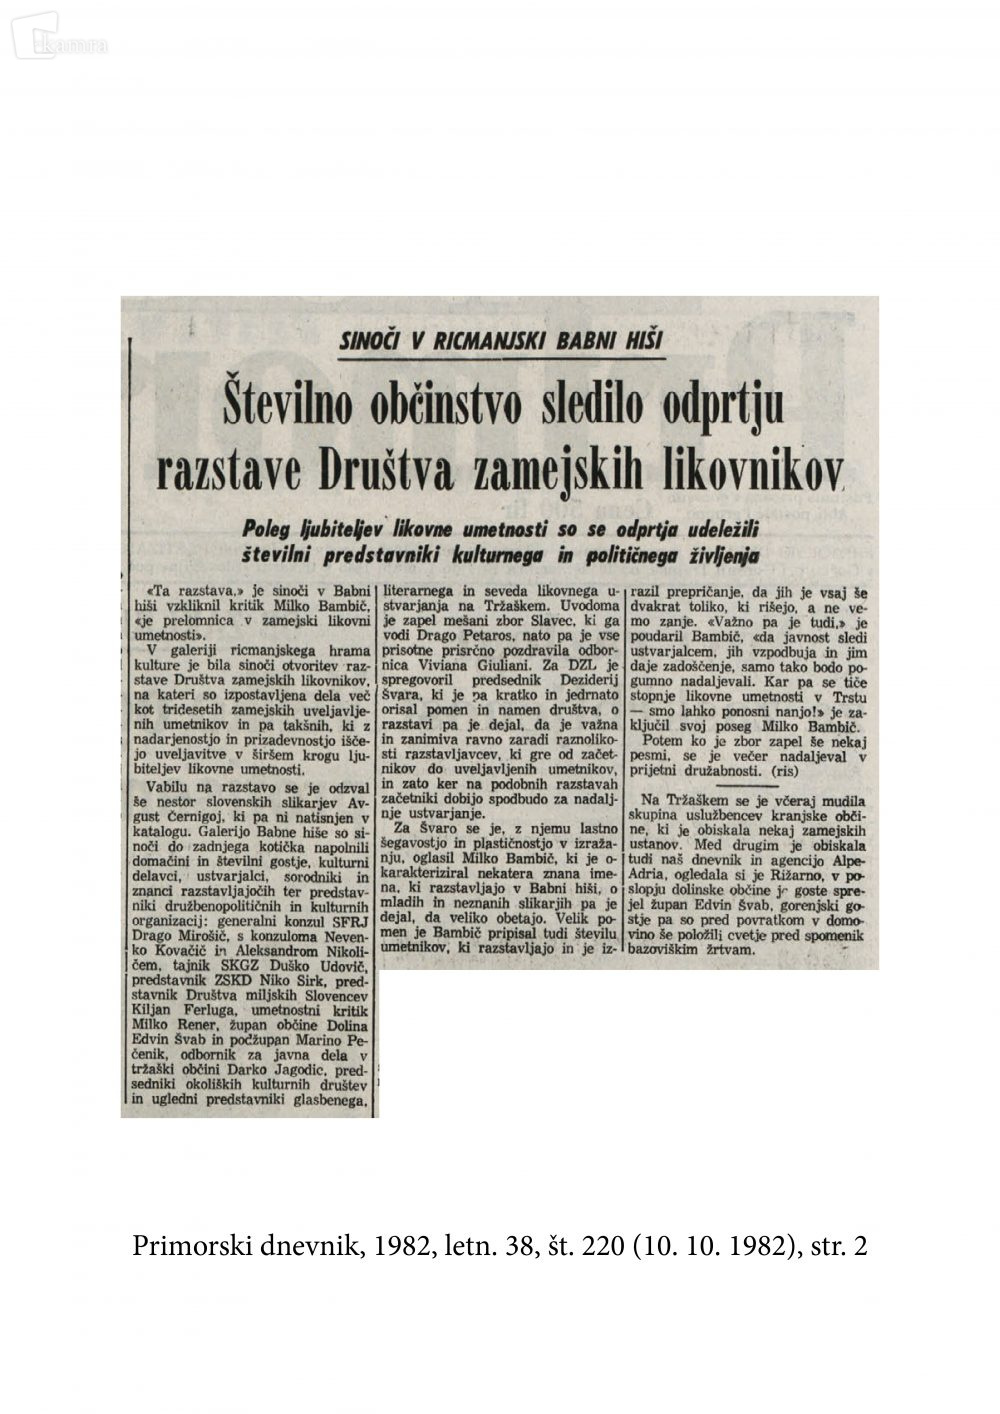 kamra
SINOČI V RICMANJSKI BABNI HIŠI
Številno občinstvo sledilo odprtju
razstave Društva zamejskih likovnikov
Poleg ljubiteljev likovne umetnosti so se odprtja udeležili
številni predstavniki kulturnega in političnega življenja
«Ta razstava,» je sinoči v Babni
hiši vzkliknil kritik Milko Bambič,
«je prelomnica v zamejski likovni
umetnosti».
V galeriji ricmanjskega hrama
kulture je bila sinoči otvoritev raz-
stave Društva zamejskih likovnikov,
na kateri so izpostavljena dela več
kot tridesetih zamejskih uveljavlje-
nih umetnikov in pa takšnih, ki z
nadarjenostjo in prizadevnostjo išče-
jo uveljavitve v širšem krogu lju-
biteljev likovne umetnosti.
Vabilu na razstavo se je odzval
še nestor slovenskih slikarjev Av-
gust Černigoj, ki pa ni natisnjen v
katalogu. Galerijo Babne hiše so si-
noči do zadnjega kotička napolnili
domačini in številni gostje, kulturni
delavci, ustvarjalci, sorodniki in
znanci razstavljajočih ter predstav-
niki družbenopolitičnih in kulturnih
organizacij: generalni konzul SFRJ
Drago Mirošič, s konzuloma Neven-
ko Kovačič in Aleksandrom Nikoli-
čem, tajnik SKGZ Duško Udovič,
predstavnik ZSKD Niko Sirk, pred-
stavnik Društva miljskih Slovencev
Kiljan Ferluga, umetnostni kritik
Milko Rener, župan občine Dolina
Edvin Švab in podžupan Marino Pe-
čenik, odbornik za javna dela v
tržaški občini Darko Jagodic, pred-
sedniki okoliških kulturnih društev
in ugledni predstavniki glasbenega,
literarnega in seveda likovnega u-
stvarjanja na Tržaškem. Uvodoma
je zapel mešani zbor Slavec, ki ga
vodi Drago Petaros, nato pa je vse
prisotne prisrčno pozdravila odbor-
nica Viviana Giuliani. Za DZL je
spregovoril predsednik Deziderij
Švara, ki je na kratko in jedrnato
orisal pomen in namen društva, o
razstavi pa je dejal, da je važna
in zanimiva ravno zaradi raznoliko-
sti razstavljavcev, ki gre od začet-
nikov do uveljavljenih umetnikov,
in zato ker na podobnih razstavah
začetniki dobijo spodbudo za nadalj-
nje ustvarjanje.
Za Švaro se je, z njemu lastno
šegavostjo in plastičnostjo v izraža-
nju, oglasil Milko Bambič, ki je o-
karakteriziral nekatera znana ime-
na, ki razstavljajo v Babni hiši, o
mladih in neznanih slikarjih pa je
dejal, da veliko obetajo. Velik po-
men je Bambič pripisal tudi številu
umetnikov, ki razstavljajo in je iz-
razil prepričanje, da jih je vsaj še
dvakrat toliko, ki rišejo, a ne ve-
mo zanje. «Važno pa je tudi,» je
poudaril Bambič, «da javnost sledi
ustvarjalcem, jih vzpodbuja in jim
daje zadoščenje, samo tako bodo po-
gumno nadaljevali. Kar pa se tiče
stopnje likovne umetnosti v Trstu
— smo lahko ponosni nanjo!» je za-
ključil svoj poseg Milko Bambič.
Potem ko je zbor zapel še nekaj
pesmi, se je večer nadaljeval v
prijetni družabnosti. (ris)
Na Tržaškem se je včeraj mudila
skupina uslužbencev kranjske obči-
ne, ki je obiskala nekaj zamejskih
ustanov. Med drugim je obiskala
tudi naš dnevnik in agencijo Alpe-
Adria, ogledala si je Rižarno, v po-
slopju dolinske občine je goste spre-
jel župan Edvin Švab, gorenjski go-
stje pa so pred povratkom v domo-
vino še položili cvetje pred spomenik
bazoviškim žrtvam.
Primorski dnevnik, 1982, letn. 38, št. 220 (10. 10. 1982), str. 2